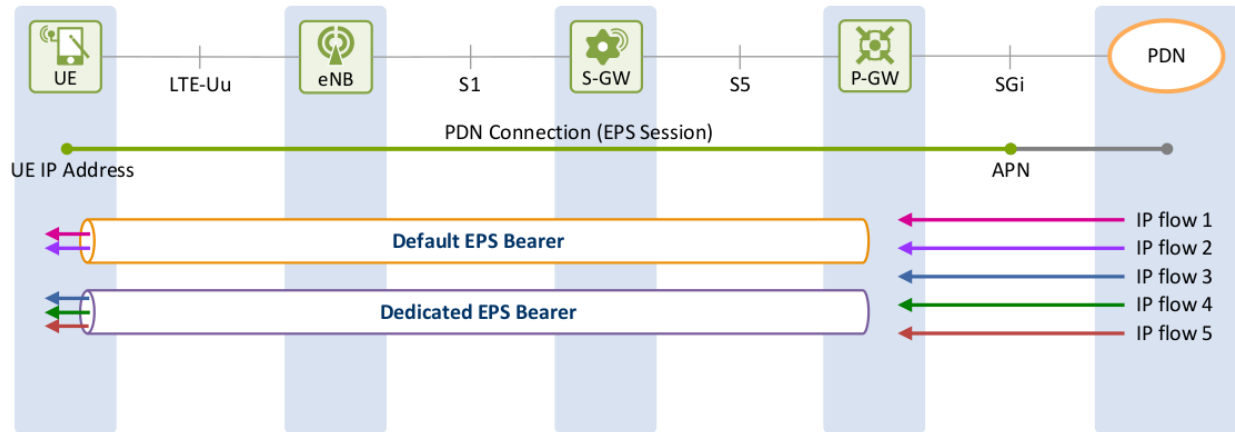 UE
LTE-Uu
eNB
S1
S-GW
S5
P-GW
SGi
PDN
PDN Connection (EPS Session)
UE IP Address
APN
Default EPS Bearer
IP flow 1
IP flow 2
IP flow 3
Dedicated EPS Bearer
IP flow 4
IP flow 5